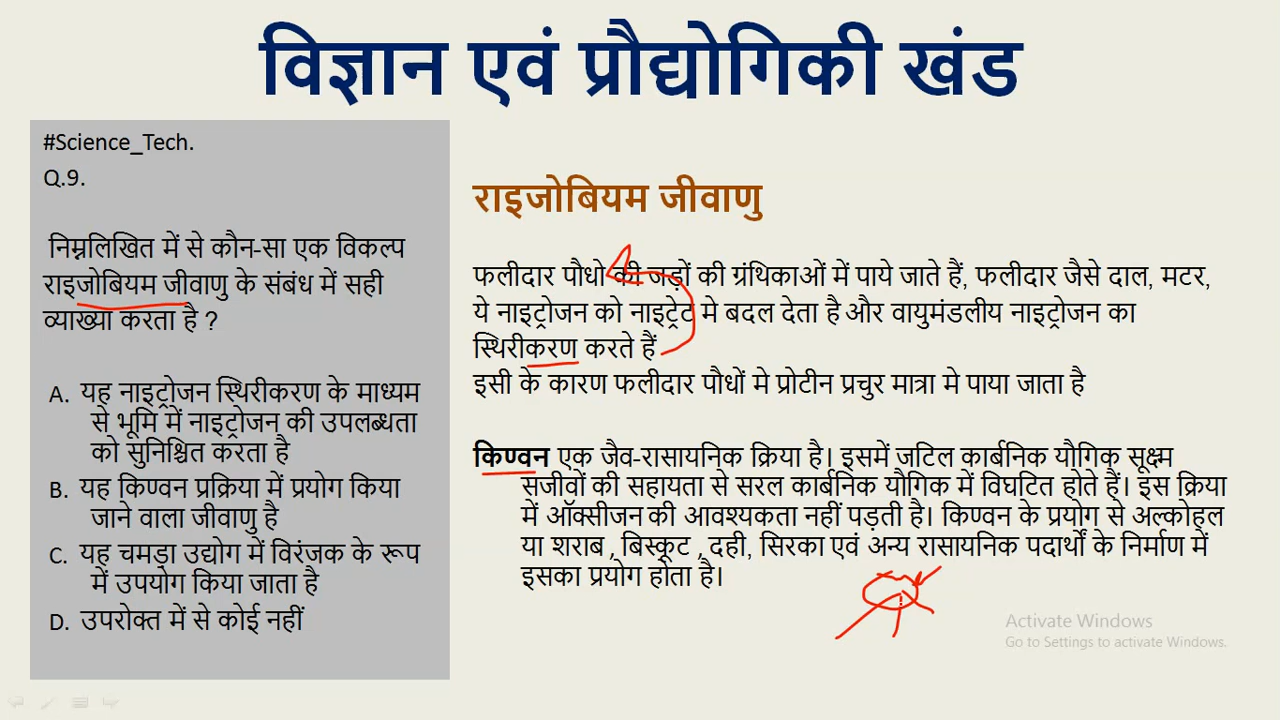 विज्ञान एवं प्रौद्योगिकी खंड
#Science_Tech.
Q.9.
निम्नलिखित में से कौन-सा एक विकल्प
राइजोबियम जीवाणु के संबंध में सही
व्याख्या करता है ?
A. यह नाइट्रोजन स्थिरीकरण के माध्यम
से भूमि में नाइट्रोजन की उपलब्धता
को सुनिश्चित करता है
B. यह किण्वन प्रक्रिया में प्रयोग किया
जाने वाला जीवाणु है
C. यह चमड़ा उद्योग में विरंजक के रूप
में उपयोग किया जाता है
D. उपरोक्त में से कोई नहीं
राइजोबियम जीवाणु
फलीदार पौधो की जड़ों की ग्रंथिकाओं में पाये जाते हैं, फलीदार जैसे दाल, मटर,
ये नाइट्रोजन को नाइट्रेट मे बदल देता है और वायुमंडलीय नाइट्रोजन का
स्थिरीकरण करते हैं
इसी के कारण फलीदार पौधों मे प्रोटीन प्रचुर मात्रा मे पाया जाता है
किण्वन एक जैव-रासायनिक क्रिया है। इसमें जटिल कार्बनिक यौगिक सूक्ष्म
सजीवों की सहायता से सरल कार्बनिक यौगिक में विघटित होते हैं। इस क्रिया
में ऑक्सीजन की आवश्यकता नहीं पड़ती है। किण्वन के प्रयोग से अल्कोहल
या शराब , बिस्कूट , दही, सिरका एवं अन्य रासायनिक पदार्थों के निर्माण में
इसका प्रयोग होता है।
Activate Windows
Go to Settings to activate Windows.